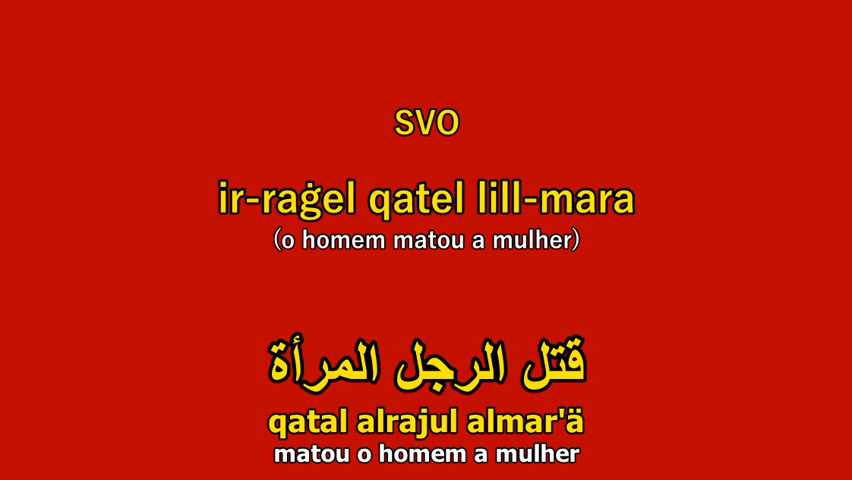 SVO
ir-raġel qatel lill-mara
(o homem matou a mulher)
قتل الرجل المرأة
qatal alrajul almar'ä
matou o homem a mulher